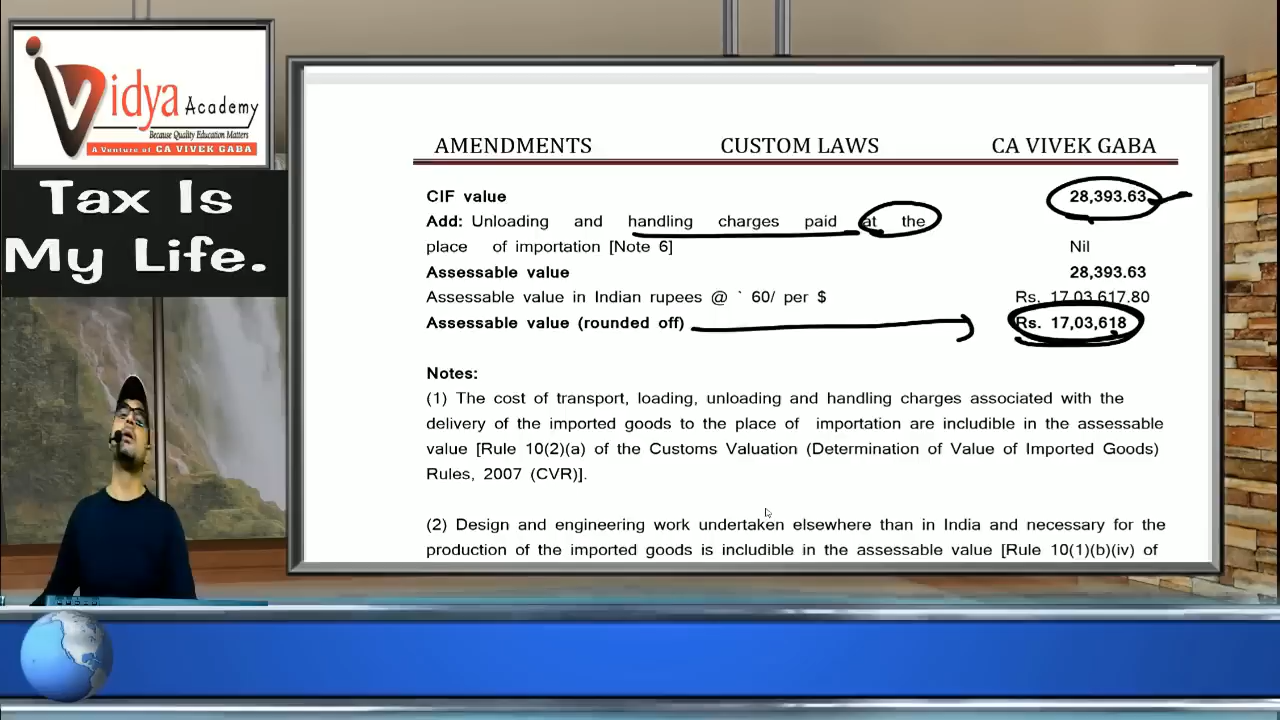 Vidya Academy
Because Quality Education Matters
A Venture of CA VIVEK GABA
Tax Is
My Life.
AMENDMENTS CUSTOM LAWS CA VIVEK GABA
CIF value 28,393.63
Add: Unloading and handling charges paid at the
place of importation [Note 6] Nil
Assessable value 28,393.63
Assessable value in Indian rupees @ ` 60/ per $ Rs. 17,03,617.80
Assessable value (rounded off) Rs. 17,03,618
Notes:
(1) The cost of transport, loading, unloading and handling charges associated with the
delivery of the imported goods to the place of importation are includible in the assessable
value [Rule 10(2)(a) of the Customs Valuation (Determination of Value of Imported Goods)
Rules, 2007 (CVR)].
(2) Design and engineering work undertaken elsewhere than in India and necessary for the
production of the imported goods is includible in the assessable value [Rule 10(1)(b)(iv) of